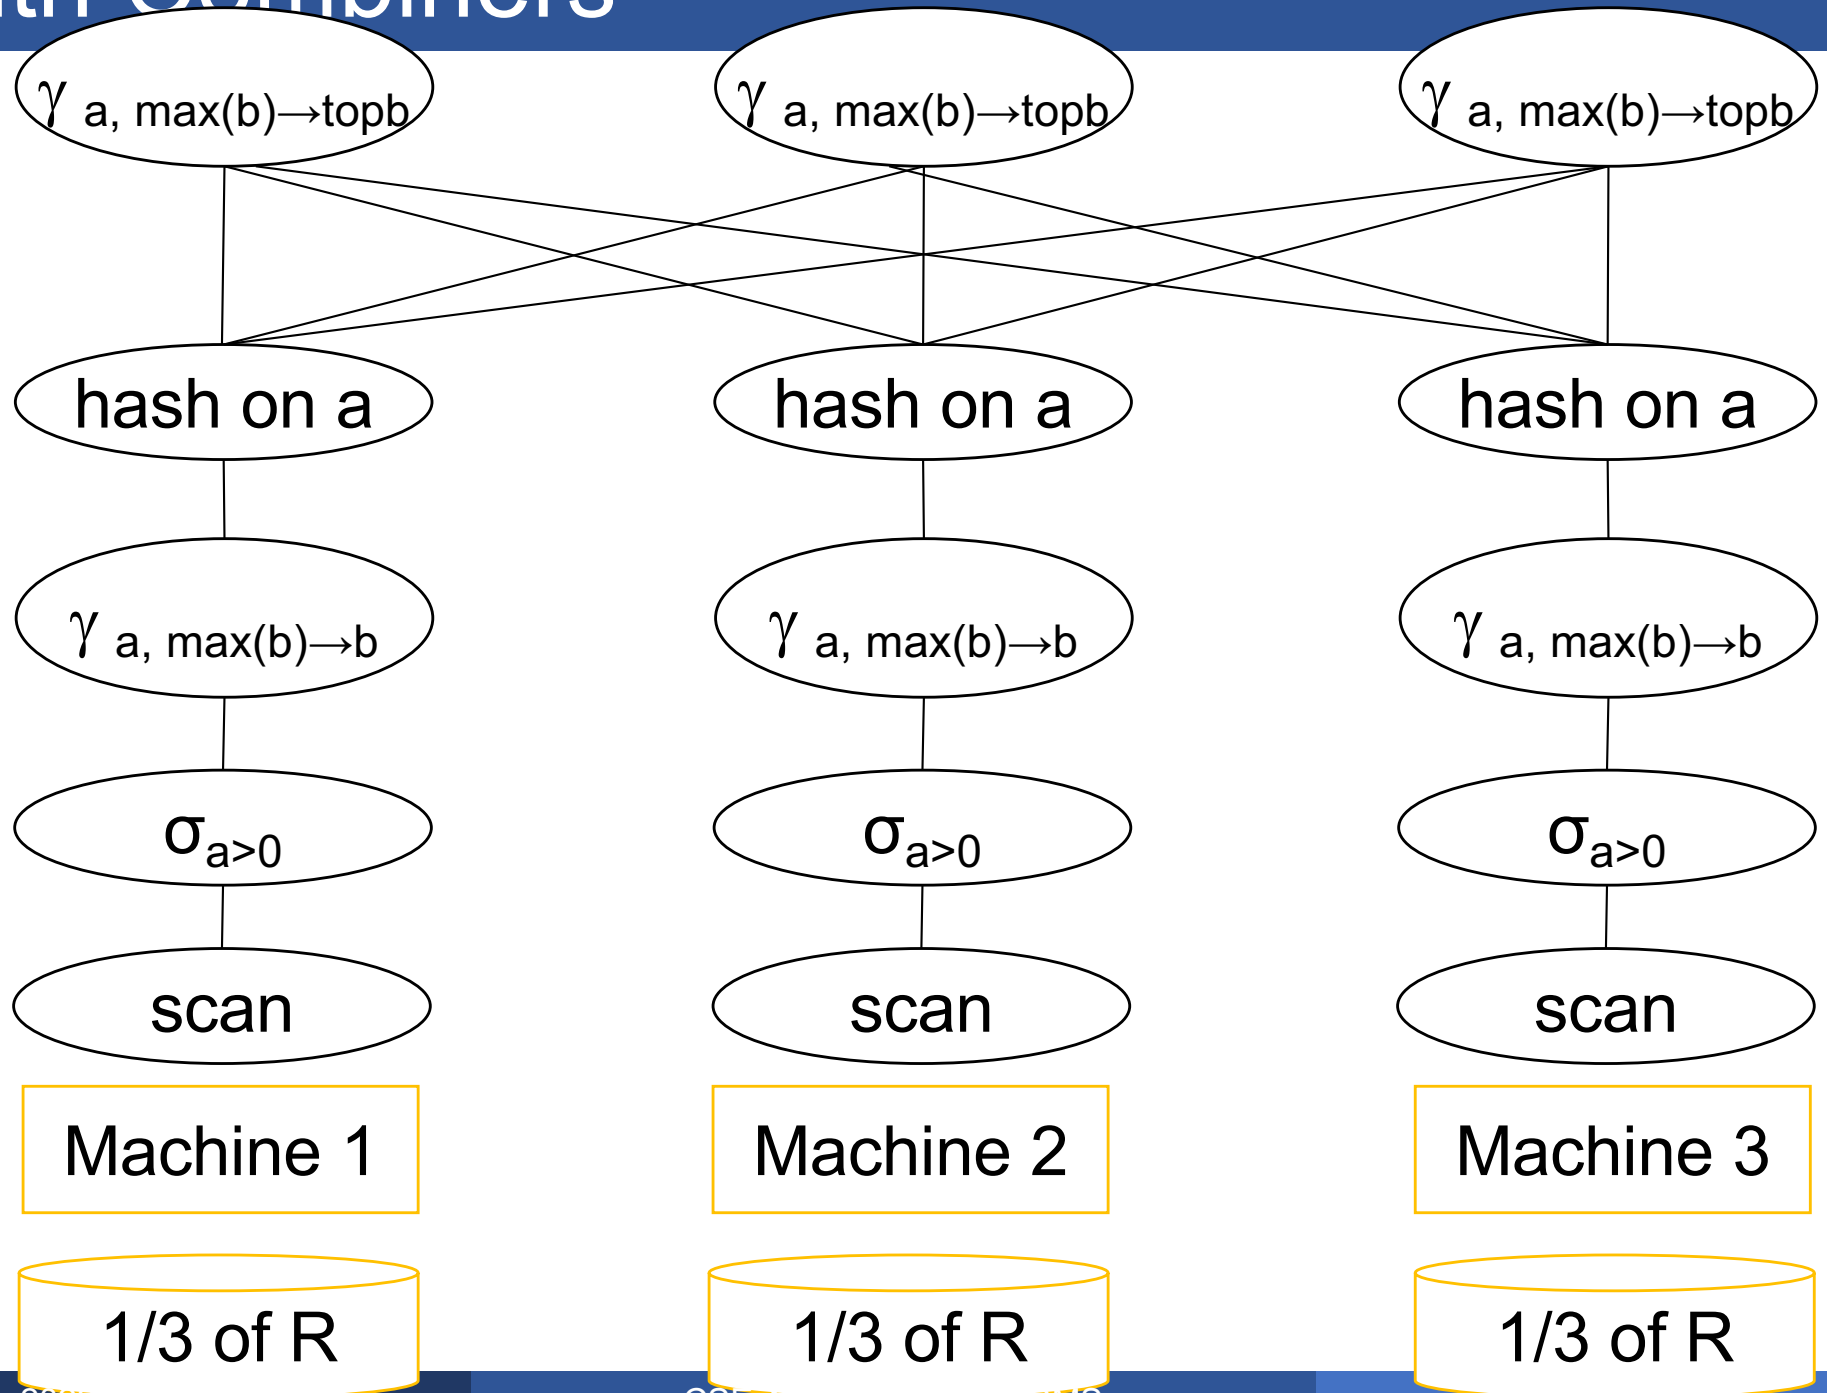 Combiners
γ a, max(b)→topb γ a, max(b)→topb γ a, max(b)→topb
hash on a hash on a hash on a
γ a, max(b)→b γ a, max(b)→b γ a, max(b)→b
σa>0 σa>0 σa>0
scan scan scan
Machine 1 Machine 2 Machine 3
1/3 of R 1/3 of R 1/3 of R